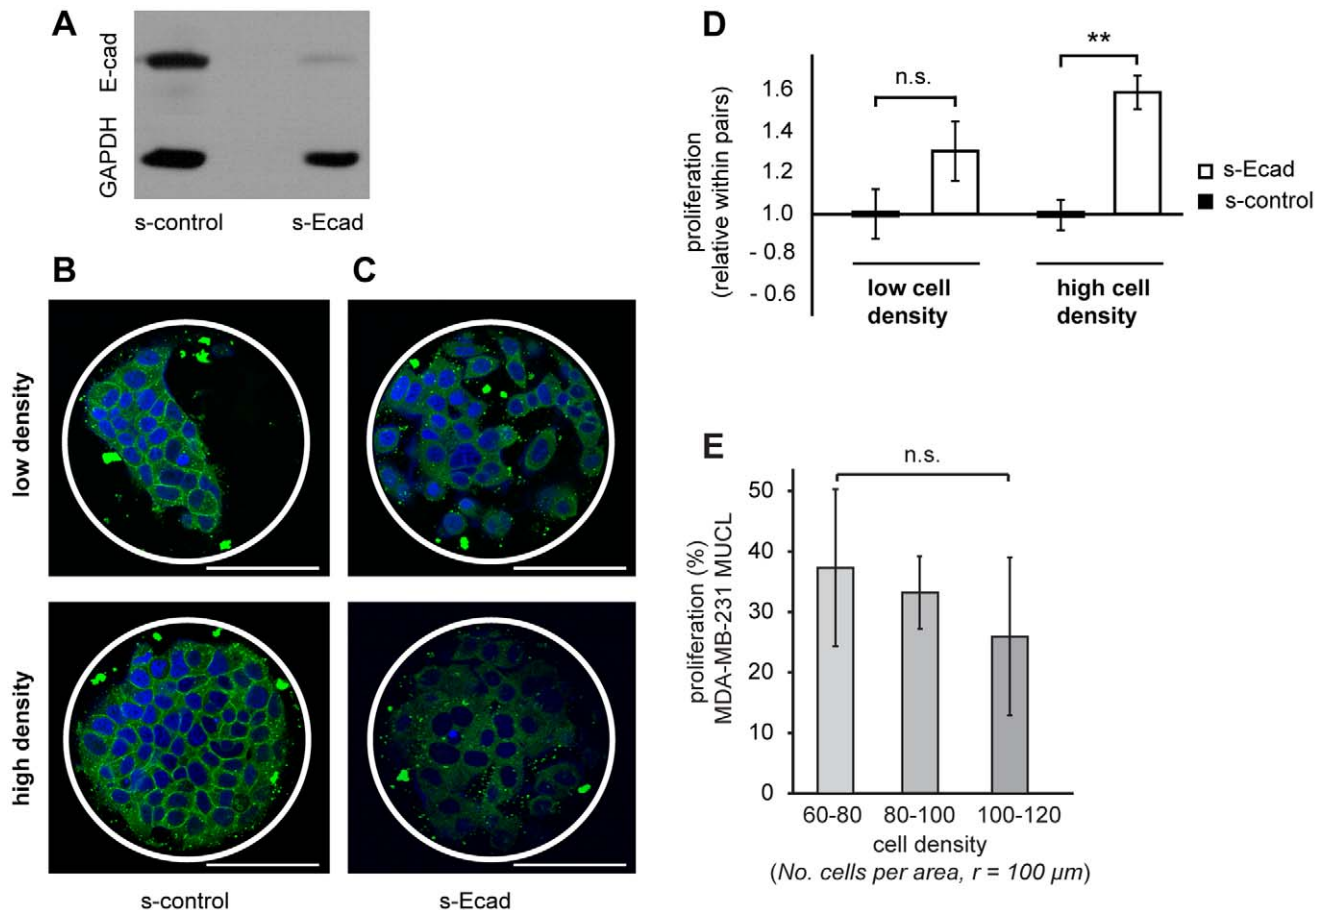 A
E-cad
GAPDH
s-control
s-Ecad
B
C
low density
high density
s-control
s-Ecad
D
proliferation
(relative within pairs)
1.6
1.4
1.2
1.0
- 0.8
- 0.6
n.s.
**
low cell
density
high cell
density
s-Ecad
s-control
E
proliferation (%)
MDA-MB-231 MUCL
50
40
30
20
10
0
n.s.
60-80
80-100
100-120
cell density
(No. cells per area, r = 100 µm)